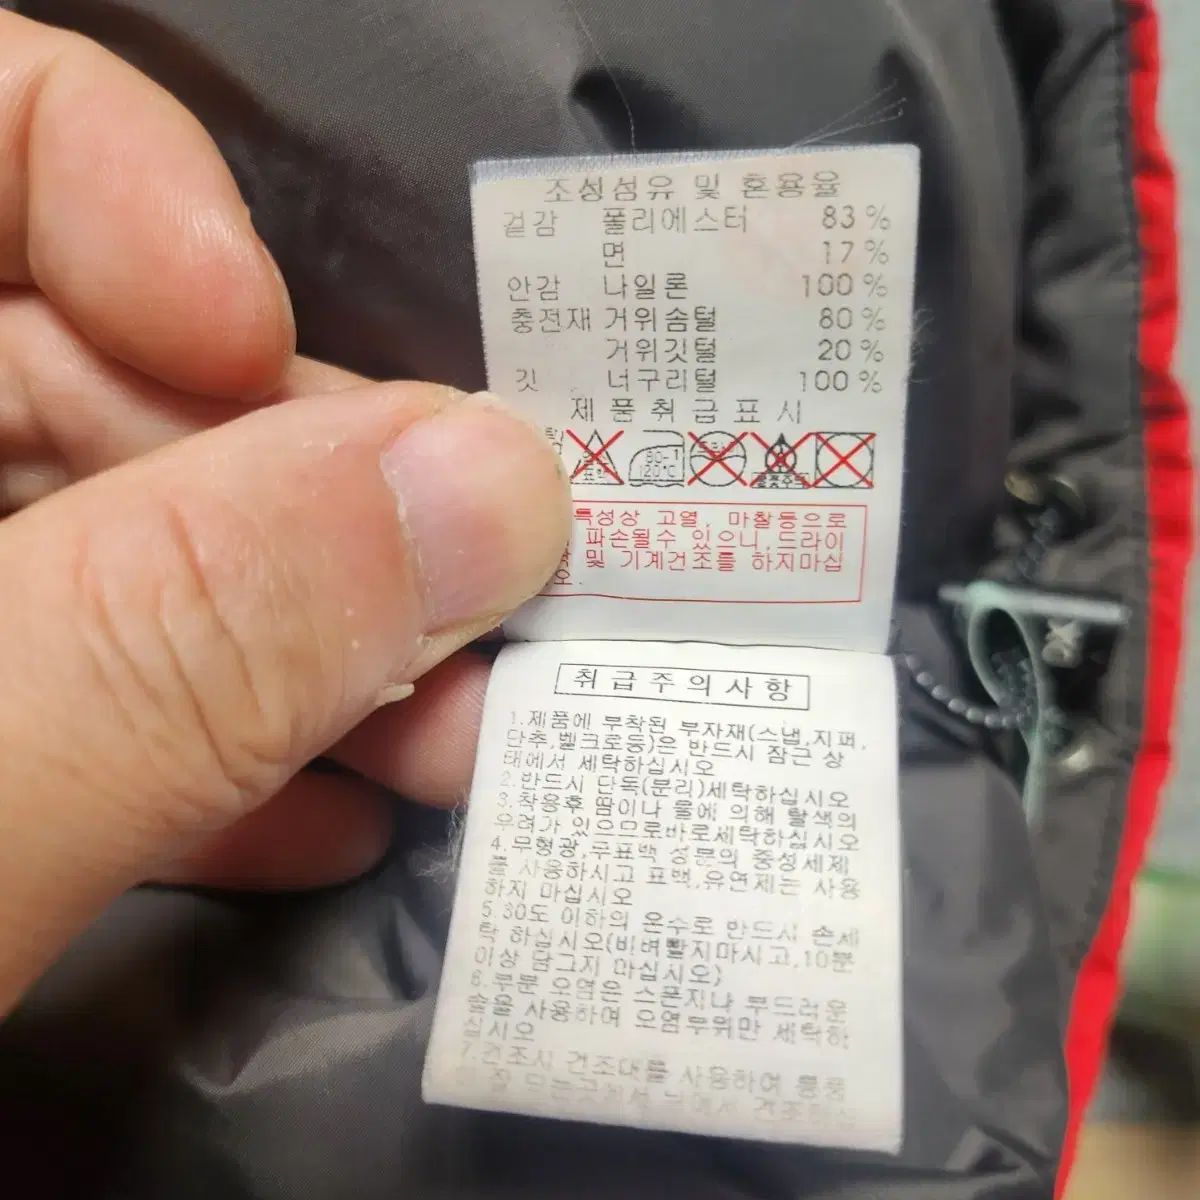 조성섬유 및 혼용율
겉감 폴리에스터 83 %
면 17 %
안감 나일론 100 %
충전재 거위솜털 80 %
거위깃털 20 %
깃 너구리털 100 %
제품취급표시
80-1
120℃
특성상 고열, 마찰등으로
파손될수 있으니,드라이
및 기계건조를 하지마십
오.
취급주의사항
1.제품에 부착된 부자재(스냅,지퍼,
단추,벨크로등)은 반드시 잠근 상
태에서 세탁하십시오
2.반드시 단독(분리)세탁하십시오
3.착용후 땀이나 물에 의해 탈색의
우려가 있으므로바로세탁하십시오
4.무형광,무표백 성분의 중성세제
를 사용하시고 표백,유연제는 사용
하지 마십시오
5.30도 이하의 온수로 반드시 손세
탁 하십시오(비벼빨지마시고,10분
이상 담그지 마십시오)
6.부분 오염은 스폰지나 부드러운
솔을 사용하여 오염부위만 세탁하
십시오
7.건조시 건조대를 사용하여 통풍